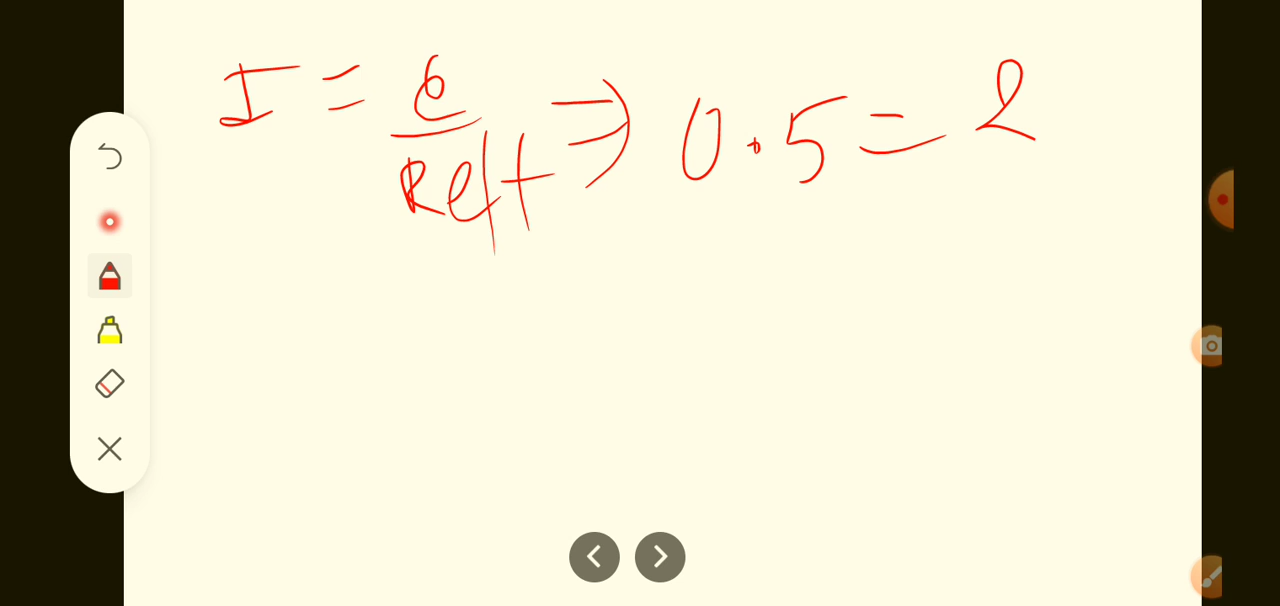 I = 6/Reff ⇒ 0.5 = 2